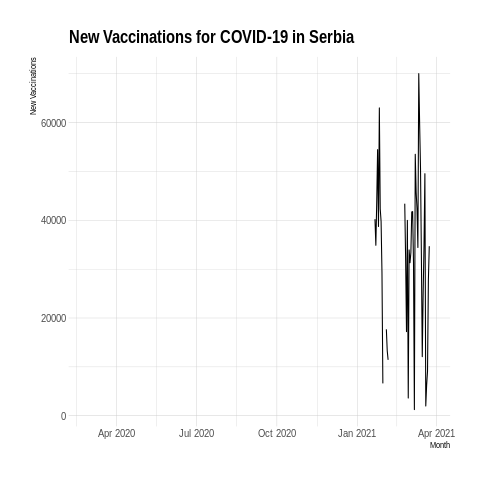 New Vaccinations for COVID-19 in Serbia
New Vaccinations
60000
40000
20000
0
Apr 2020 Jul 2020 Oct 2020 Jan 2021 Apr 2021
Month